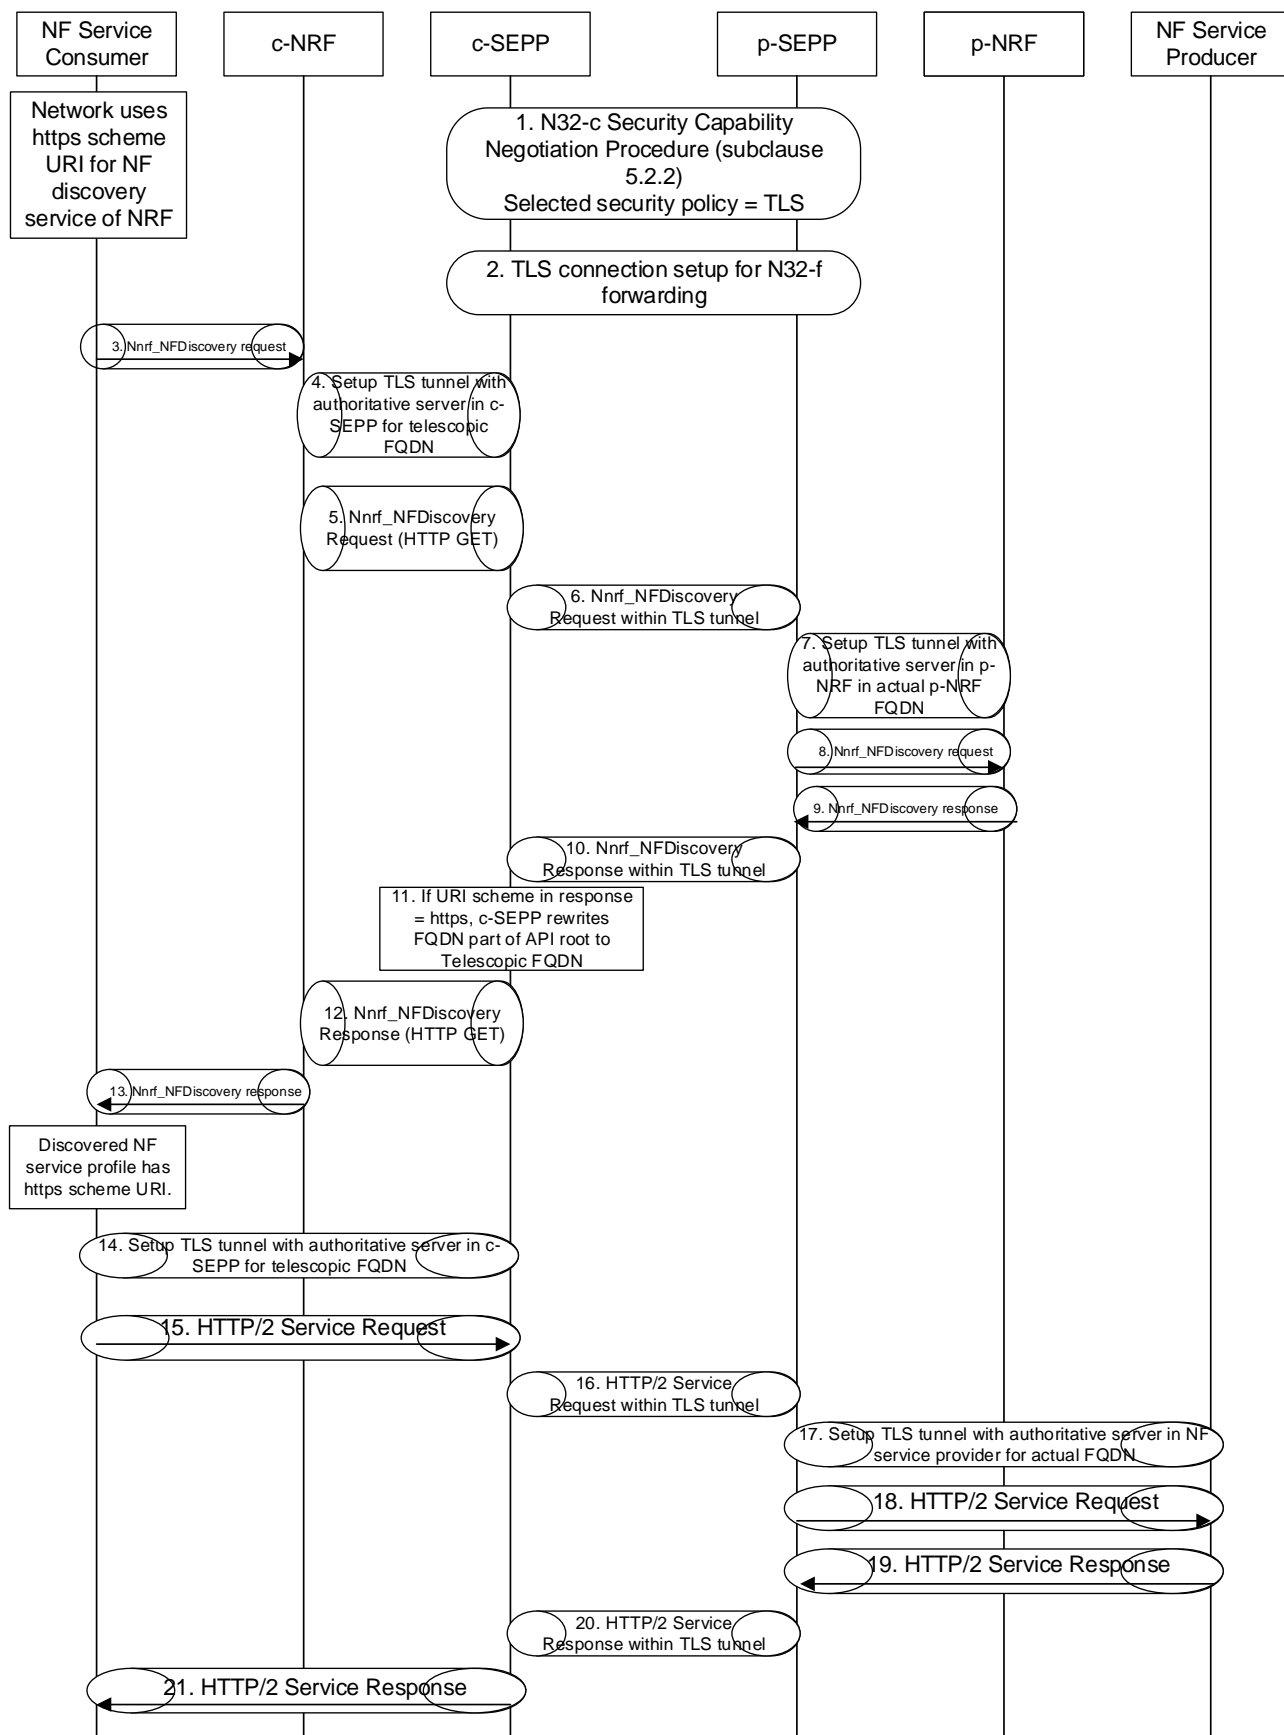 NF Service
Consumer
c-NRF
c-SEPP
p-SEPP
p-NRF
NF Service
Producer
Network uses
https scheme
URI for NF
discovery
service of NRF
1. N32-c Security Capability
Negotiation Procedure (subclause
5.2.2)
Selected security policy = TLS
2. TLS connection setup for N32-f
forwarding
3. Nnrf_NFDiscovery request
4. Setup TLS tunnel with
authoritative server in c-
SEPP for telescopic
FQDN
5. Nnrf_NFDiscovery
Request (HTTP GET)
6. Nnrf_NFDiscovery
Request within TLS tunnel
7. Setup TLS tunnel with
authoritative server in p-
NRF in actual p-NRF
FQDN
8. Nnrf_NFDiscovery request
9. Nnrf_NFDiscovery response
10. Nnrf_NFDiscovery
Response within TLS tunnel
11. If URI scheme in response
= https, c-SEPP rewrites
FQDN part of API root to
Telescopic FQDN
12. Nnrf_NFDiscovery
Response (HTTP GET)
13. Nnrf_NFDiscovery response
Discovered NF
service profile has
https scheme URI.
14. Setup TLS tunnel with authoritative server in c-
SEPP for telescopic FQDN
15. HTTP/2 Service Request
16. HTTP/2 Service
Request within TLS tunnel
17. Setup TLS tunnel with authoritative server in NF
service provider for actual FQDN
18. HTTP/2 Service Request
19. HTTP/2 Service Response
20. HTTP/2 Service
Response within TLS tunnel
21. HTTP/2 Service Response